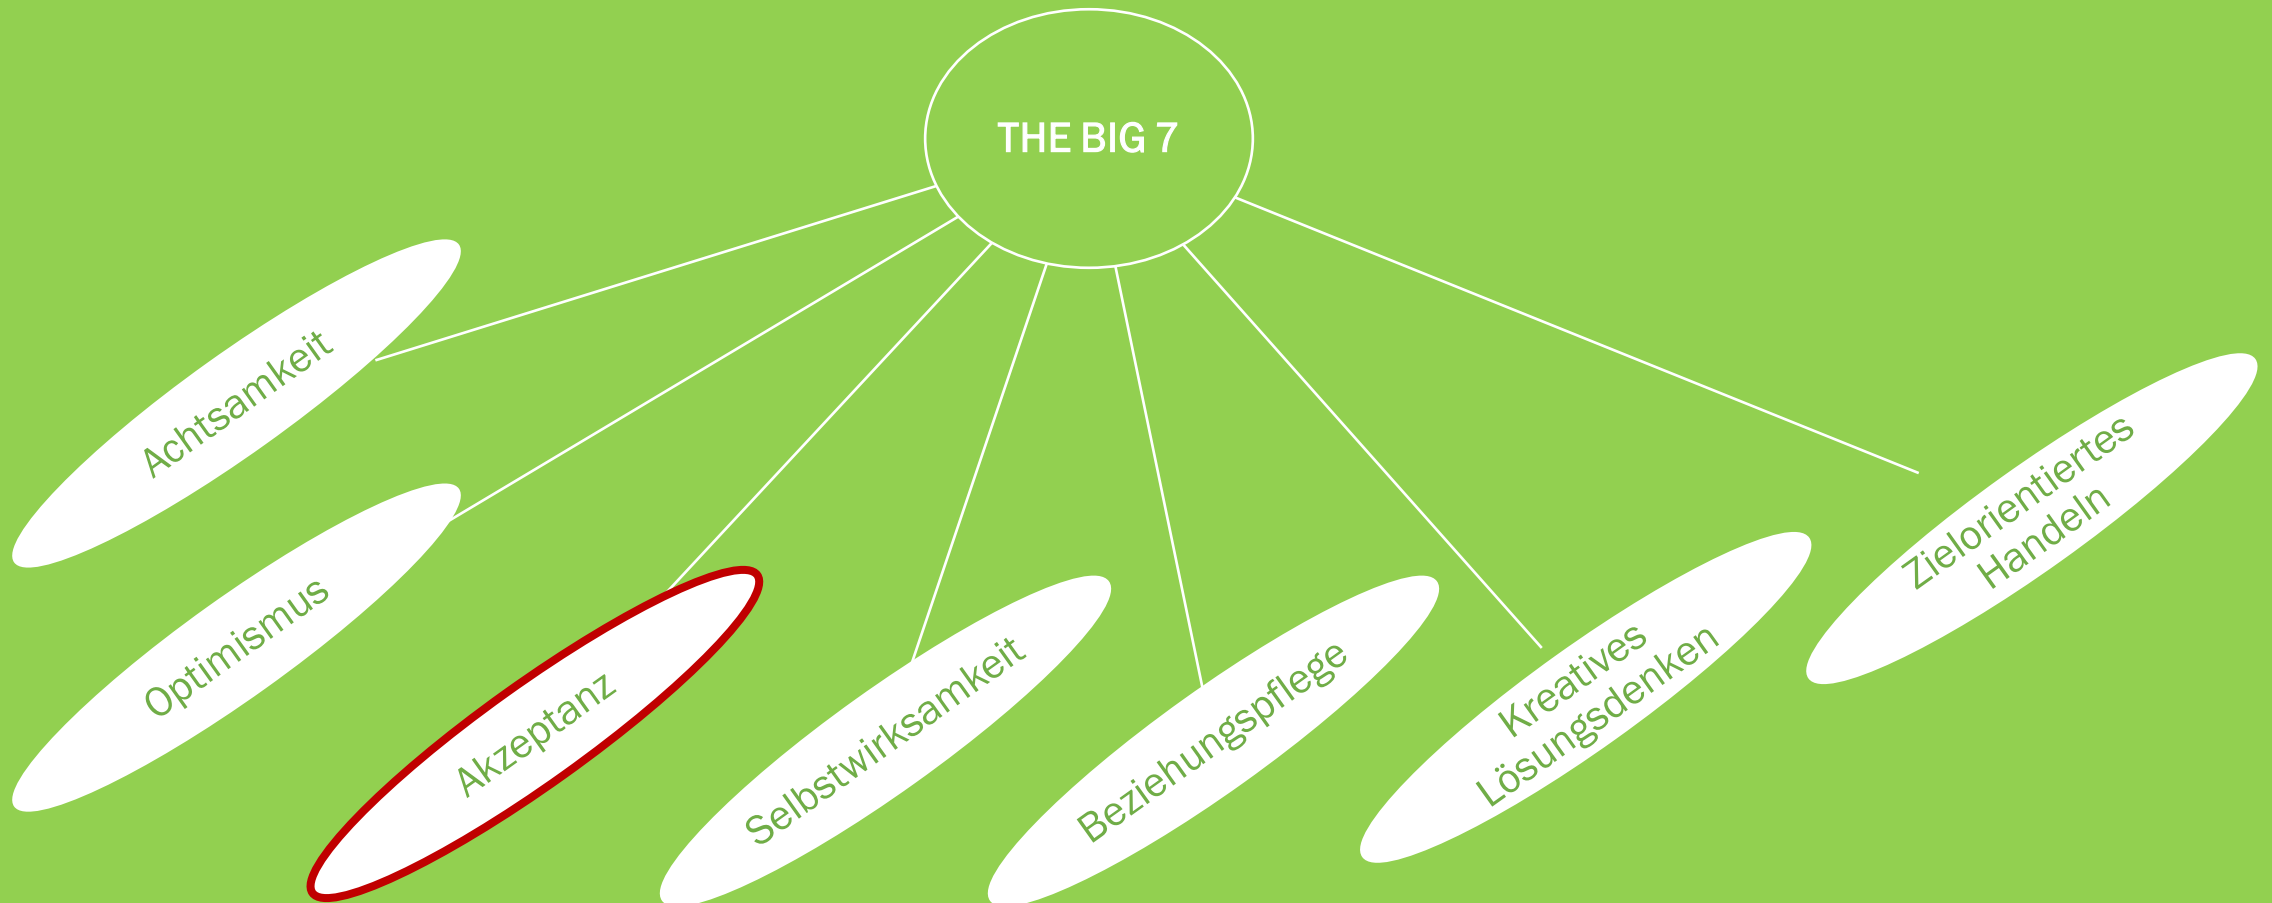 THE BIG 7
Achtsamkeit
Optimismus
Akzeptanz
Selbstwirksamkeit
Beziehungspflege
Kreatives
Lösungsdenken
Zielorientiertes
Handeln